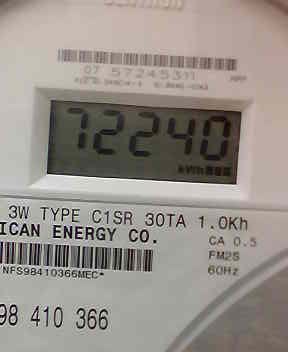 07 57245311
72240
kWh
3W TYPE C1SR 30TA 1.0Kh
ICAN ENERGY CO.
CA 0.5
FM2S
60Hz
NFS98410366MEC*
98 410 366